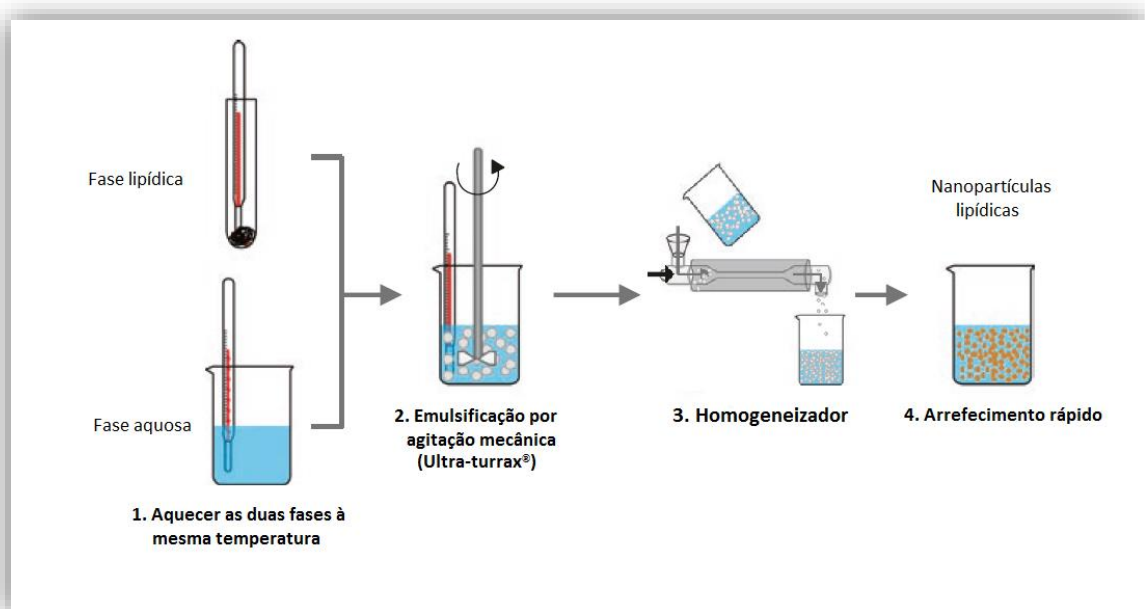 Fase lipídica
Fase aquosa
1. Aquecer as duas fases à
mesma temperatura
2. Emulsificação por
agitação mecânica
(Ultra-turrax®)
3. Homogeneizador
Nanopartículas
lipídicas
4. Arrefecimento rápido